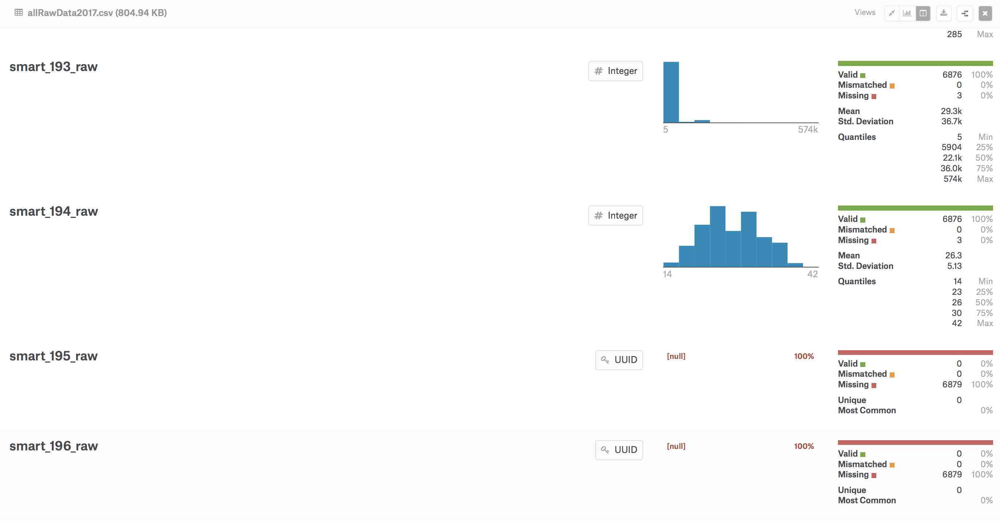 allRawData2017.csv (804.94 KB) Views
285 Max
smart_193_raw
# Integer
5 574k
Valid 6876 100%
Mismatched 0 0%
Missing 3 0%
Mean 29.3k
Std. Deviation 36.7k
Quantiles 5 Min
5904 25%
22.1k 50%
36.0k 75%
574k Max
smart_194_raw
# Integer
14 42
Valid 6876 100%
Mismatched 0 0%
Missing 3 0%
Mean 26.3
Std. Deviation 5.13
Quantiles 14 Min
23 25%
26 50%
30 75%
42 Max
smart_195_raw
UUID
[null] 100%
Valid 0 0%
Mismatched 0 0%
Missing 6879 100%
Unique 0
Most Common 0%
smart_196_raw
UUID
[null] 100%
Valid 0 0%
Mismatched 0 0%
Missing 6879 100%
Unique 0
Most Common 0%